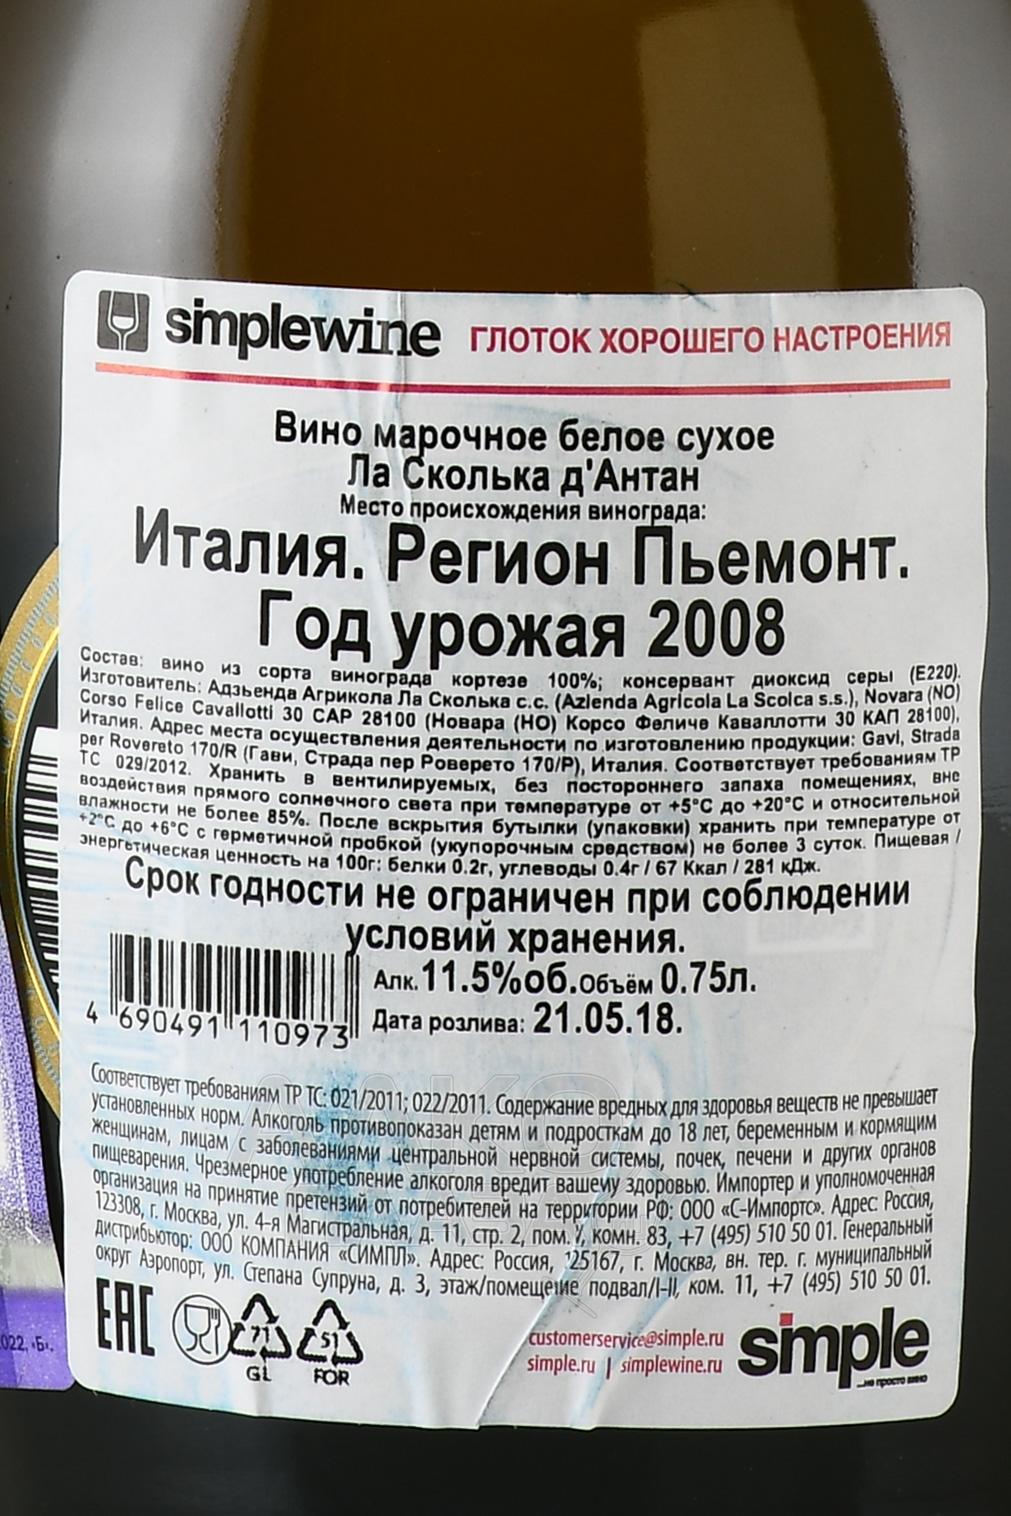 simplewine ГЛОТОК ХОРОШЕГО НАСТРОЕНИЯ
Вино марочное белое сухое
Ла Сколька д'Антан
Место происхождения винограда:
Италия. Регион Пьемонт.
Год урожая 2008
Состав: вино из сорта винограда кортезе 100%; консервант диоксид серы (Е220).
Изготовитель: Адзьенда Агрикола Ла Сколька с.с. (Azienda Agricola La Scolca s.s.), Novara (NO)
Corso Felice Cavallotti 30 CAP 28100 (Новара (НО) Корсо Феличе Каваллотти 30 КАП 28100),
Италия. Адрес места осуществления деятельности по изготовлению продукции: Gavi, Strada
per Rovereto 170/R (Гави, Страда пер Роверето 170/Р), Италия. Соответствует требованиям ТР
ТС 029/2012. Хранить в вентилируемых, без постороннего запаха помещениях, вне
воздействия прямого солнечного света при температуре от +5°С до +20°С и относительной
влажности не более 85%. После вскрытия бутылки (упаковки) хранить при температуре от
+2°С до +6°С с герметичной пробкой (укупорочным средством) не более 3 суток. Пищевая /
энергетическая ценность на 100г: белки 0.2г, углеводы 0.4г / 67 Ккал / 281 кДж.
Срок годности не ограничен при соблюдении
условий хранения.
Алк. 11.5%об. Объём 0.75л.
Дата розлива: 21.05.18.
4 690491 110973
Соответствует требованиям ТР ТС: 021/2011; 022/2011. Содержание вредных для здоровья веществ не превышает
установленных норм. Алкоголь противопоказан детям и подросткам до 18 лет, беременным и кормящим
женщинам, лицам с заболеваниями центральной нервной системы, почек, печени и других органов
пищеварения. Чрезмерное употребление алкоголя вредит вашему здоровью. Импортер и уполномоченная
организация на принятие претензий от потребителей на территории РФ: ООО «С-Импортс». Адрес: Россия,
123308, г. Москва, ул. 4-я Магистральная, д. 11, стр. 2, пом. V, комн. 83, +7 (495) 510 50 01. Генеральный
дистрибьютор: ООО КОМПАНИЯ «СИМПЛ». Адрес: Россия, 125167, г. Москва, вн. тер. г. муниципальный
округ Аэропорт, ул. Степана Супруна, д. 3, этаж/помещение подвал/I-II, ком. 11, +7 (495) 510 50 01.
EAC
71
GL
51
FOR
customerservice@simple.ru
simple.ru | simplewine.ru
simple
...не просто вино
022, «Б».